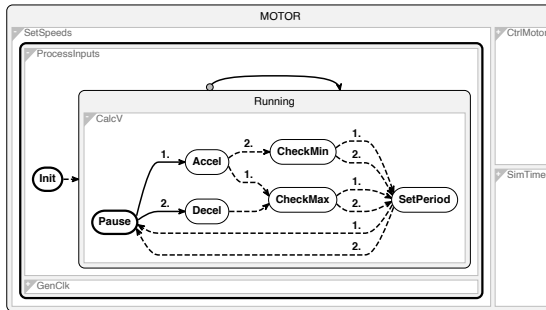 MOTOR
SetSpeeds
CtrlMotor
ProcessInputs
Running
CalcV
1.
2.
CheckMin
1.
2.
Accel
Init
1.
1.
SimTime
2.
Decel
CheckMax
2.
SetPeriod
Pause
1.
2.
GenClk